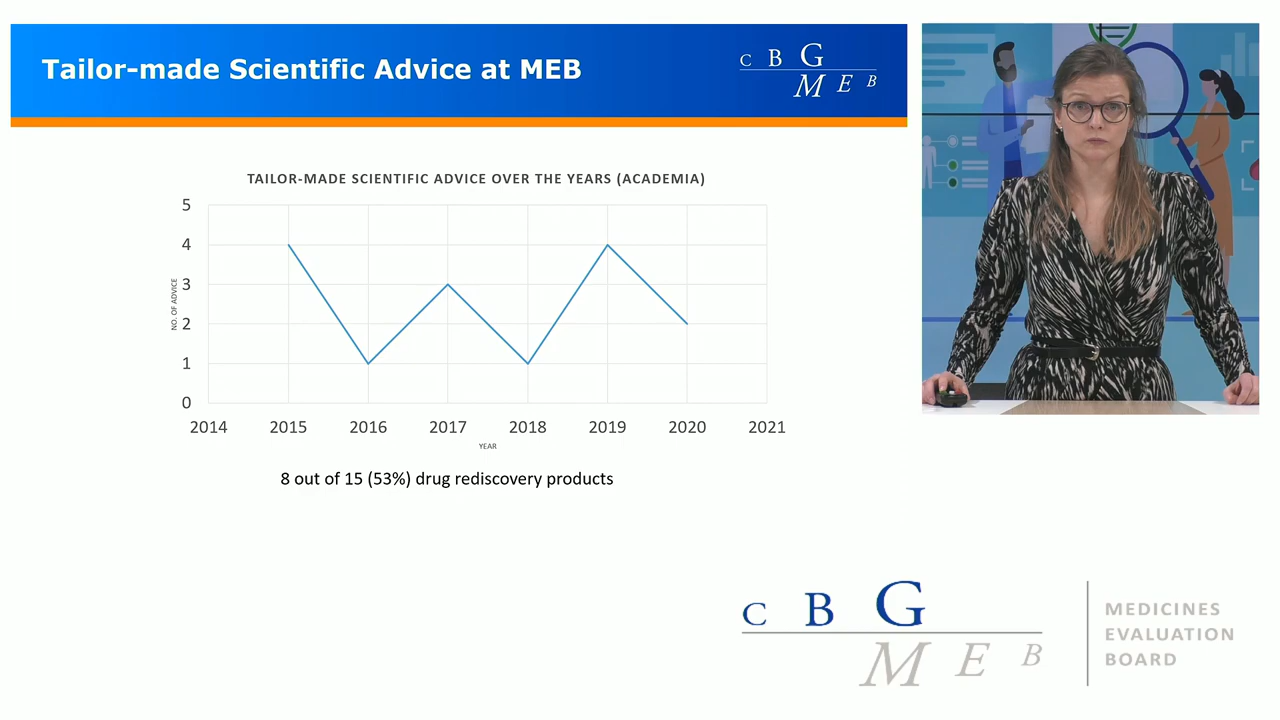 Tailor-made Scientific Advice at MEB
C B G
M E B
TAILOR-MADE SCIENTIFIC ADVICE OVER THE YEARS (ACADEMIA)
NO. OF ADVICE
5
4
3
2
1
0
2014 2015 2016 2017 2018 2019 2020 2021
YEAR
8 out of 15 (53%) drug rediscovery products
C B G
M E B
MEDICINES
EVALUATION
BOARD